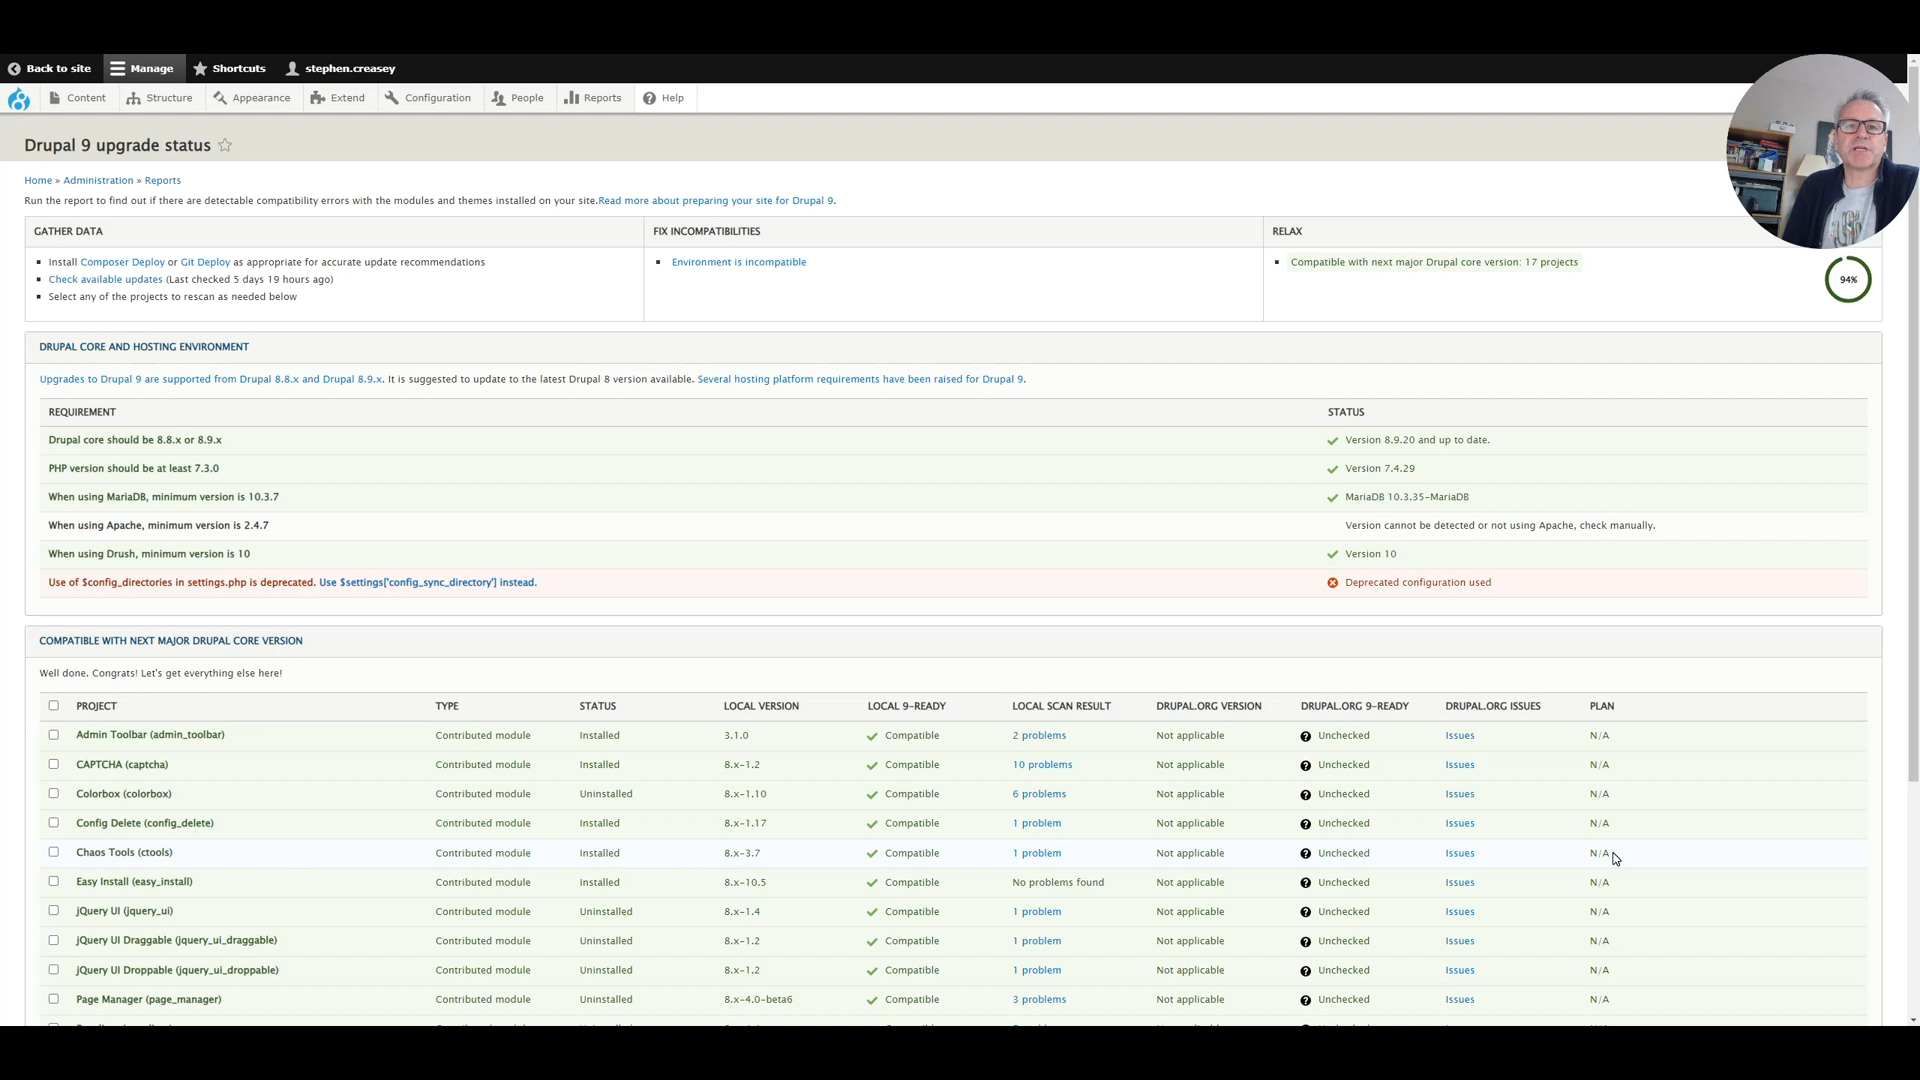 Back to site Manage Shortcuts stephen.creasey
Content Structure Appearance Extend Configuration People Reports Help
Drupal 9 upgrade status
Home » Administration » Reports
Run the report to find out if there are detectable compatibility errors with the modules and themes installed on your site.Read more about preparing your site for Drupal 9.
GATHER DATA FIX INCOMPATIBILITIES RELAX
Install Composer Deploy or Git Deploy as appropriate for accurate update recommendations Environment is incompatible Compatible with next major Drupal core version: 17 projects
Check available updates (Last checked 5 days 19 hours ago) 94%
Select any of the projects to rescan as needed below
DRUPAL CORE AND HOSTING ENVIRONMENT
Upgrades to Drupal 9 are supported from Drupal 8.8.x and Drupal 8.9.x. It is suggested to update to the latest Drupal 8 version available. Several hosting platform requirements have been raised for Drupal 9.
REQUIREMENT STATUS
Drupal core should be 8.8.x or 8.9.x Version 8.9.20 and up to date.
PHP version should be at least 7.3.0 Version 7.4.29
When using MariaDB, minimum version is 10.3.7 MariaDB 10.3.35-MariaDB
When using Apache, minimum version is 2.4.7 Version cannot be detected or not using Apache, check manually.
When using Drush, minimum version is 10 Version 10
Use of $config_directories in settings.php is deprecated. Use $settings['config_sync_directory'] instead. Deprecated configuration used
COMPATIBLE WITH NEXT MAJOR DRUPAL CORE VERSION
Well done. Congrats! Let's get everything else here!
PROJECT TYPE STATUS LOCAL VERSION LOCAL 9-READY LOCAL SCAN RESULT DRUPAL.ORG VERSION DRUPAL.ORG 9-READY DRUPAL.ORG ISSUES PLAN
Admin Toolbar (admin_toolbar) Contributed module Installed 3.1.0 Compatible 2 problems Not applicable Unchecked Issues N/A
CAPTCHA (captcha) Contributed module Installed 8.x-1.2 Compatible 10 problems Not applicable Unchecked Issues N/A
Colorbox (colorbox) Contributed module Uninstalled 8.x-1.10 Compatible 6 problems Not applicable Unchecked Issues N/A
Config Delete (config_delete) Contributed module Installed 8.x-1.17 Compatible 1 problem Not applicable Unchecked Issues N/A
Chaos Tools (ctools) Contributed module Installed 8.x-3.7 Compatible 1 problem Not applicable Unchecked Issues N/A
Easy Install (easy_install) Contributed module Installed 8.x-10.5 Compatible No problems found Not applicable Unchecked Issues N/A
jQuery UI (jquery_ui) Contributed module Uninstalled 8.x-1.4 Compatible 1 problem Not applicable Unchecked Issues N/A
jQuery UI Draggable (jquery_ui_draggable) Contributed module Uninstalled 8.x-1.2 Compatible 1 problem Not applicable Unchecked Issues N/A
jQuery UI Droppable (jquery_ui_droppable) Contributed module Uninstalled 8.x-1.2 Compatible 1 problem Not applicable Unchecked Issues N/A
Page Manager (page_manager) Contributed module Uninstalled 8.x-4.0-beta6 Compatible 3 problems Not applicable Unchecked Issues N/A